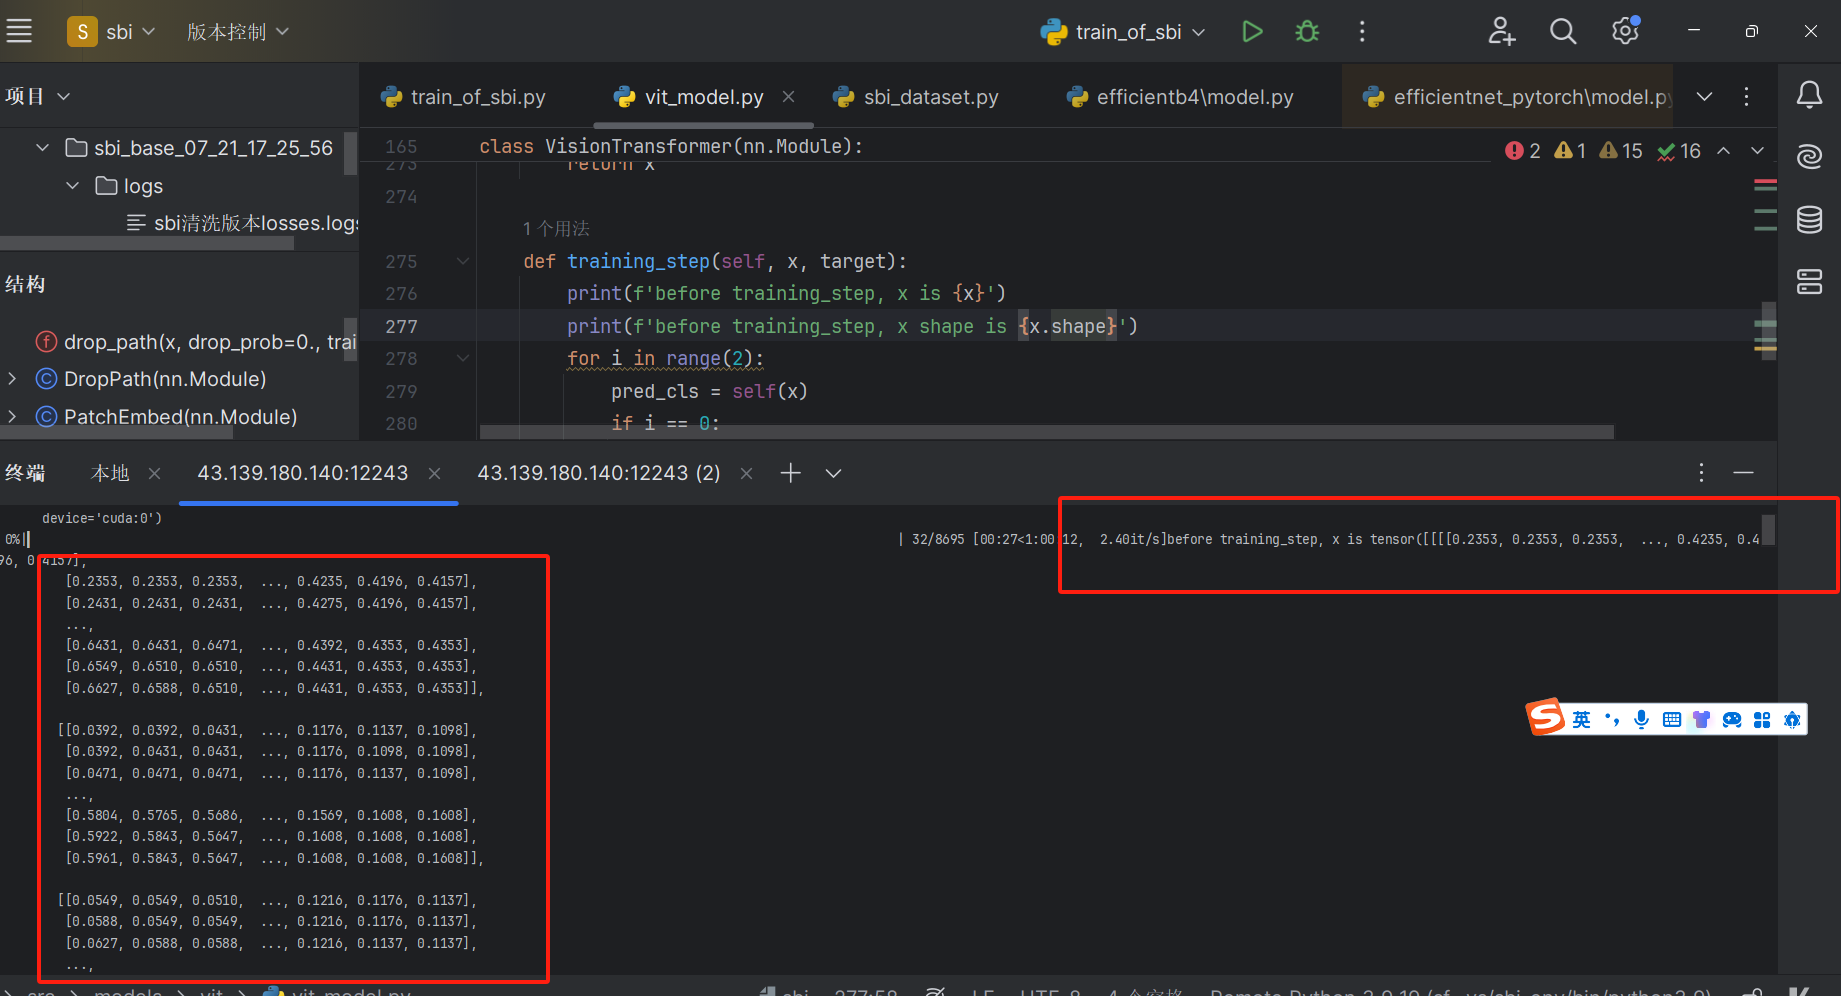 S sbi 版本控制 train_of_sbi
项目 train_of_sbi.py vit_model.py sbi_dataset.py efficientb4\model.py efficientnet_pytorch\model.py
sbi_base_07_21_17_25_56
logs
sbi清洗版本losses.logs
165 class VisionTransformer(nn.Module):
2 1 15 16
273 return x
274
1 个用法
275 def training_step(self, x, target):
276 print(f'before training_step, x is {x}')
277 print(f'before training_step, x shape is {x.shape}')
278 for i in range(2):
279 pred_cls = self(x)
280 if i == 0:
结构
drop_path(x, drop_prob=0., trai
DropPath(nn.Module)
PatchEmbed(nn.Module)
终端 本地 43.139.180.140:12243 43.139.180.140:12243 (2)
device='cuda:0')
0%| | 32/8695 [00:27<1:00:12, 2.40it/s]before training_step, x is tensor([[[[0.2353, 0.2353, 0.2353, ..., 0.4235, 0.4
96, 0.4157],
[0.2353, 0.2353, 0.2353, ..., 0.4235, 0.4196, 0.4157],
[0.2431, 0.2431, 0.2431, ..., 0.4275, 0.4196, 0.4157],
...,
[0.6431, 0.6431, 0.6471, ..., 0.4392, 0.4353, 0.4353],
[0.6549, 0.6510, 0.6510, ..., 0.4431, 0.4353, 0.4353],
[0.6627, 0.6588, 0.6510, ..., 0.4431, 0.4353, 0.4353]],
[[0.0392, 0.0392, 0.0431, ..., 0.1176, 0.1137, 0.1098],
[0.0392, 0.0431, 0.0431, ..., 0.1176, 0.1098, 0.1098],
[0.0471, 0.0471, 0.0471, ..., 0.1176, 0.1137, 0.1098],
...,
[0.5804, 0.5765, 0.5686, ..., 0.1569, 0.1608, 0.1608],
[0.5922, 0.5843, 0.5647, ..., 0.1608, 0.1608, 0.1608],
[0.5961, 0.5843, 0.5647, ..., 0.1608, 0.1608, 0.1608]],
[[0.0549, 0.0549, 0.0510, ..., 0.1216, 0.1176, 0.1137],
[0.0588, 0.0549, 0.0549, ..., 0.1216, 0.1176, 0.1137],
[0.0627, 0.0588, 0.0588, ..., 0.1216, 0.1137, 0.1137],
...,
S 英
src models vit vit_model.py sbi 277:58 LF UTF-8 4 个空格